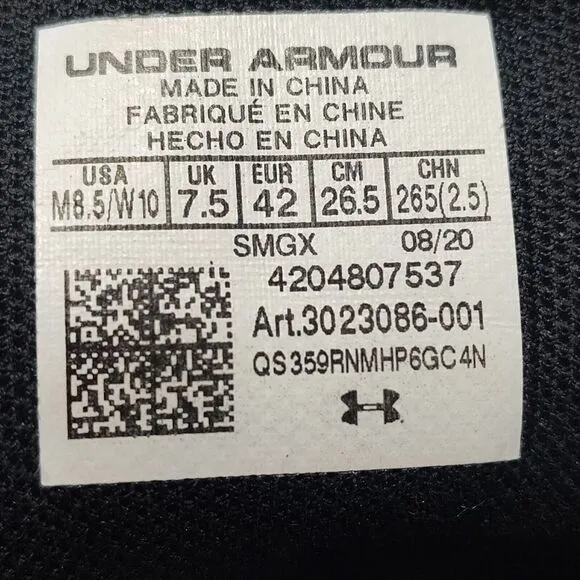 UNDER ARMOUR
MADE IN CHINA
FABRIQUÉ EN CHINE
HECHO EN CHINA
USA UK EUR CM CHN
M8.5/W10 7.5 42 26.5 265(2.5)
SMGX 08/20
4204807537
Art.3023086-001
QS359RNMHP6GC4N